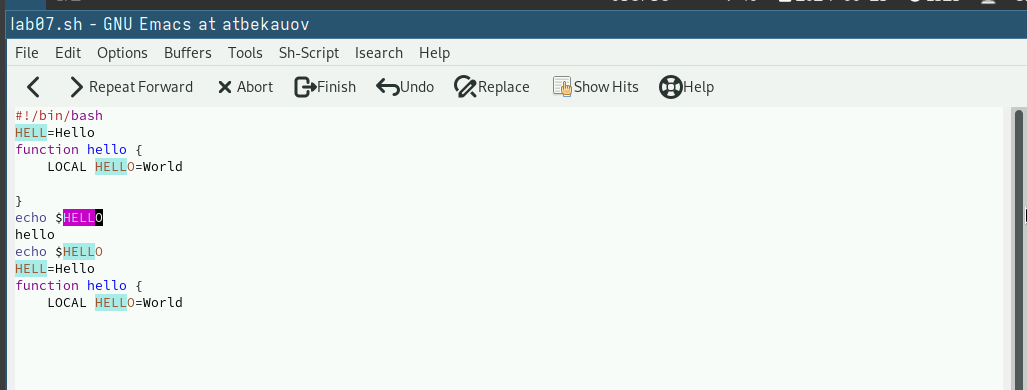 lab07.sh - GNU Emacs at atbekauov
File Edit Options Buffers Tools Sh-Script Isearch Help
Repeat Forward Abort Finish Undo Replace Show Hits Help
#!/bin/bash
HELL=Hello
function hello {
    LOCAL HELLO=World
}
echo $HELLO
hello
echo $HELLO
HELL=Hello
function hello {
    LOCAL HELLO=World